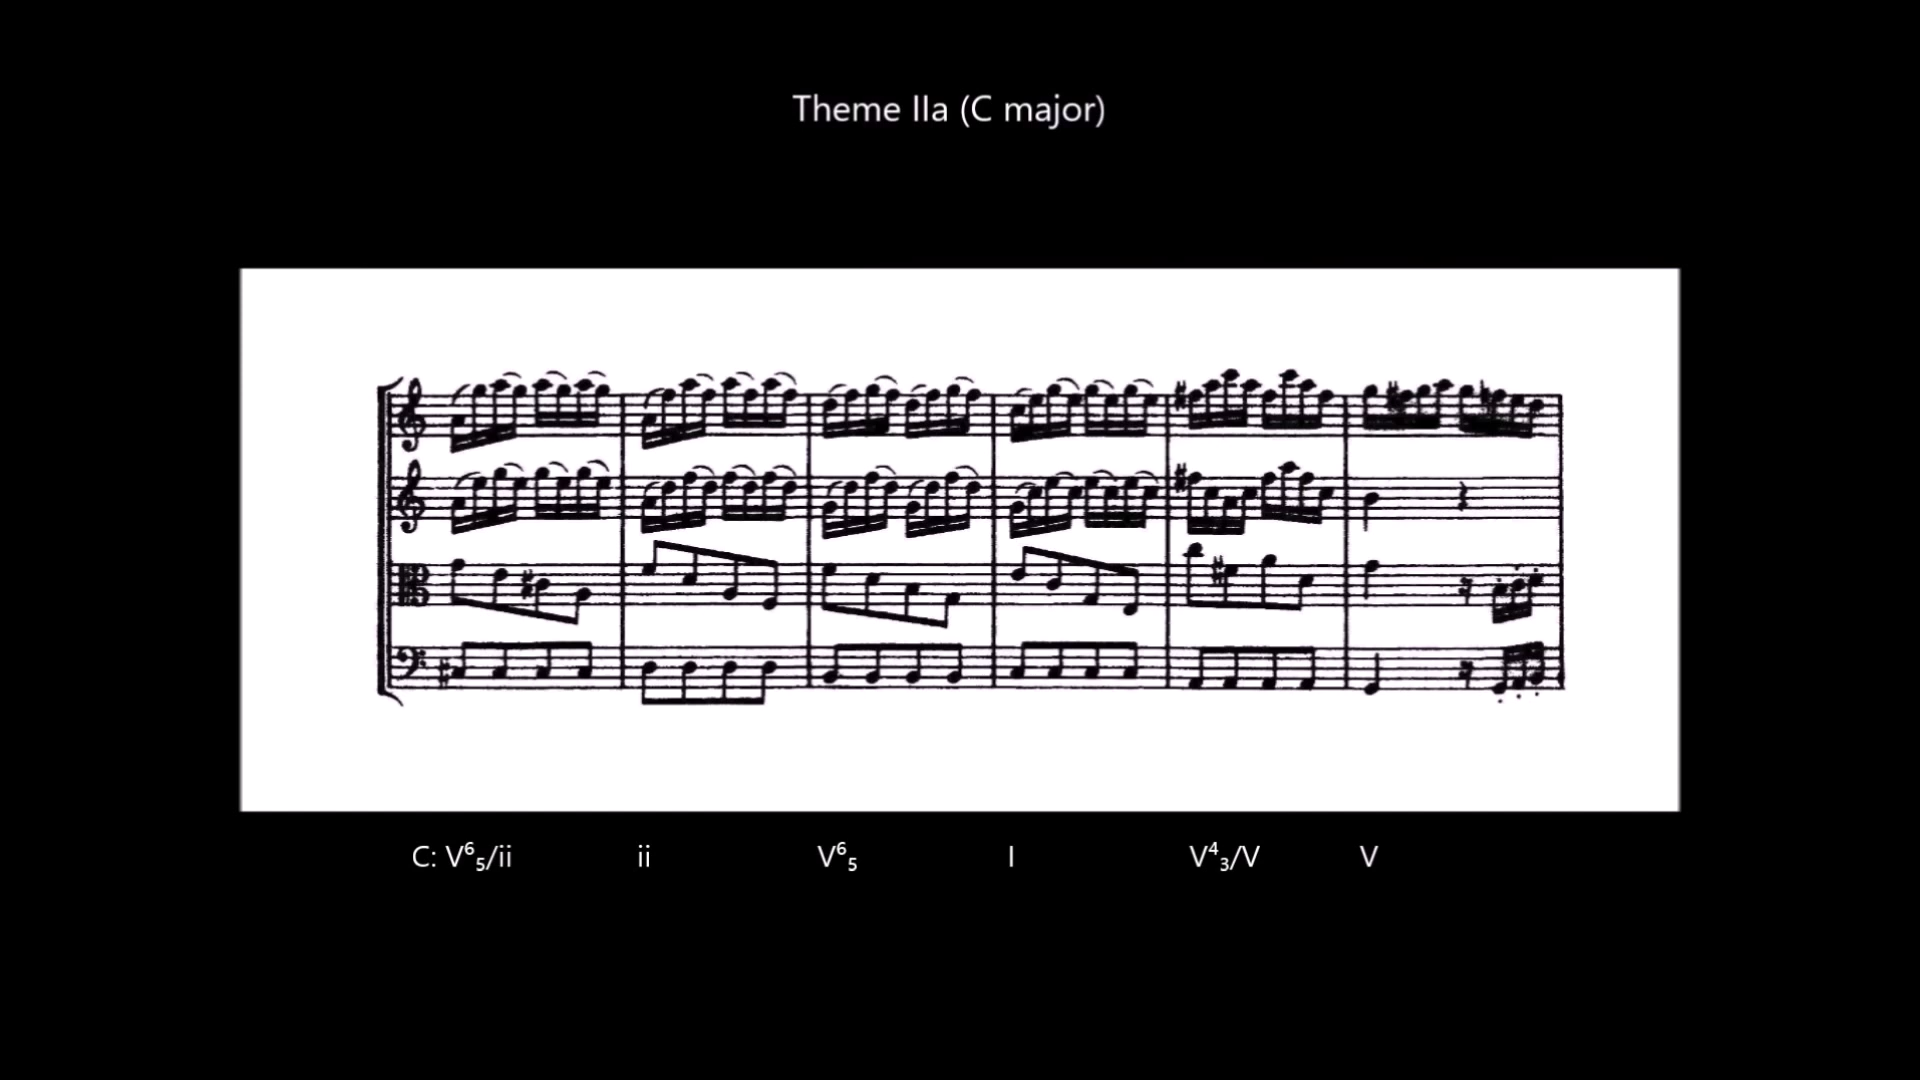 Theme IIa (C major)
C: V⁶₅/ii ii V⁶₅ I V⁴₃/V V